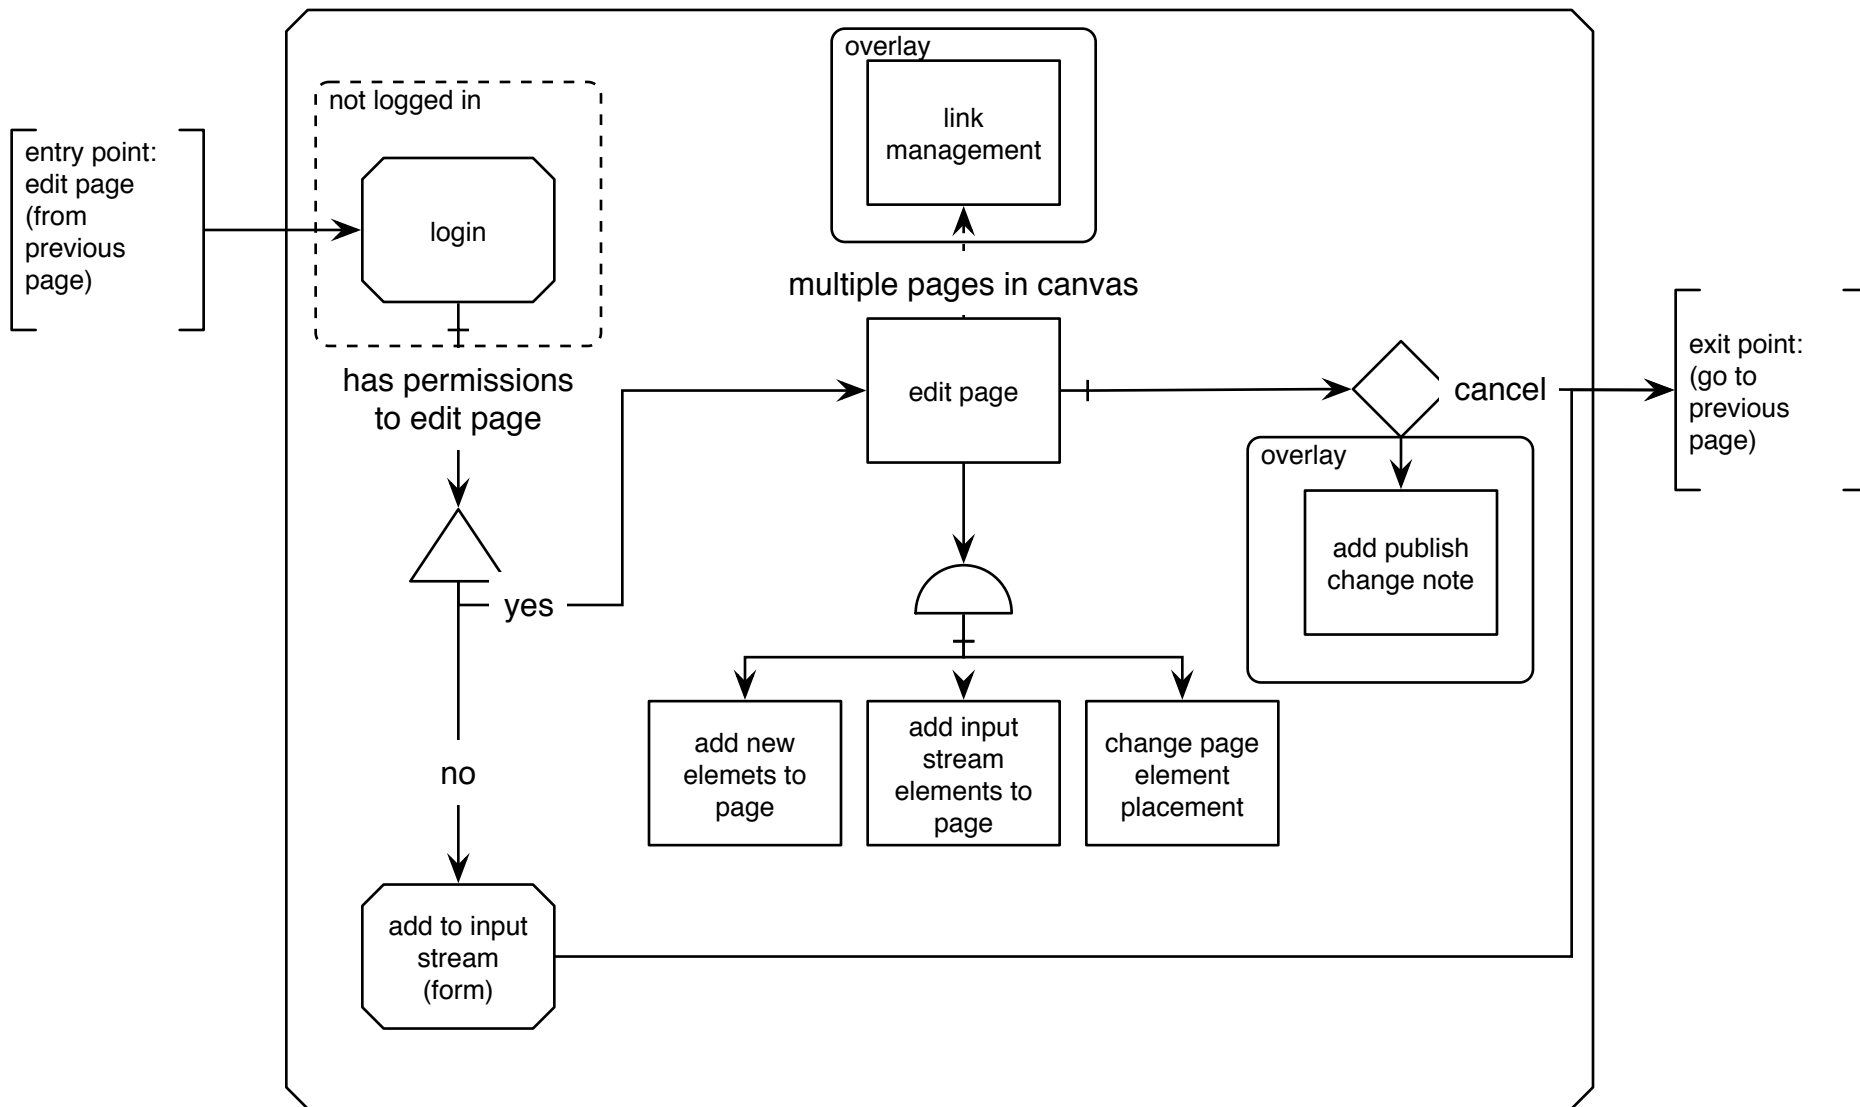 overlay
not logged in
link
management
entry point:
edit page
(from
previous
page)
login
multiple pages in canvas
exit point:
(go to
previous
page)
has permissions
to edit page
edit page
cancel
overlay
add publish
change note
yes
no
add new
elemets to
page
add input
stream
elements to
page
change page
element
placement
add to input
stream
(form)